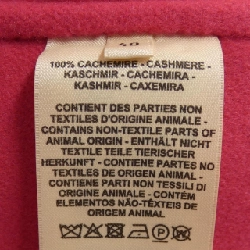 40
100% CACHEMIRE - CASHMERE -
KASCHMIR - CACHEMIRA -
KASHMIR - CAXEMIRA
CONTIENT DES PARTIES NON
TEXTILES D'ORIGINE ANIMALE -
CONTAINS NON-TEXTILE PARTS OF
ANIMAL ORIGIN - ENTHÄLT NICHT
TEXTILE TEILE TIERISCHER
HERKUNFT - CONTIENE PARTES NO
TEXTILES DE ORIGEN ANIMAL -
CONTIENE PARTI NON TESSILI DI
ORIGINE ANIMALE - CONTÉM
ELEMENTOS NÃO-TÊXTEIS DE
ORIGEM ANIMAL